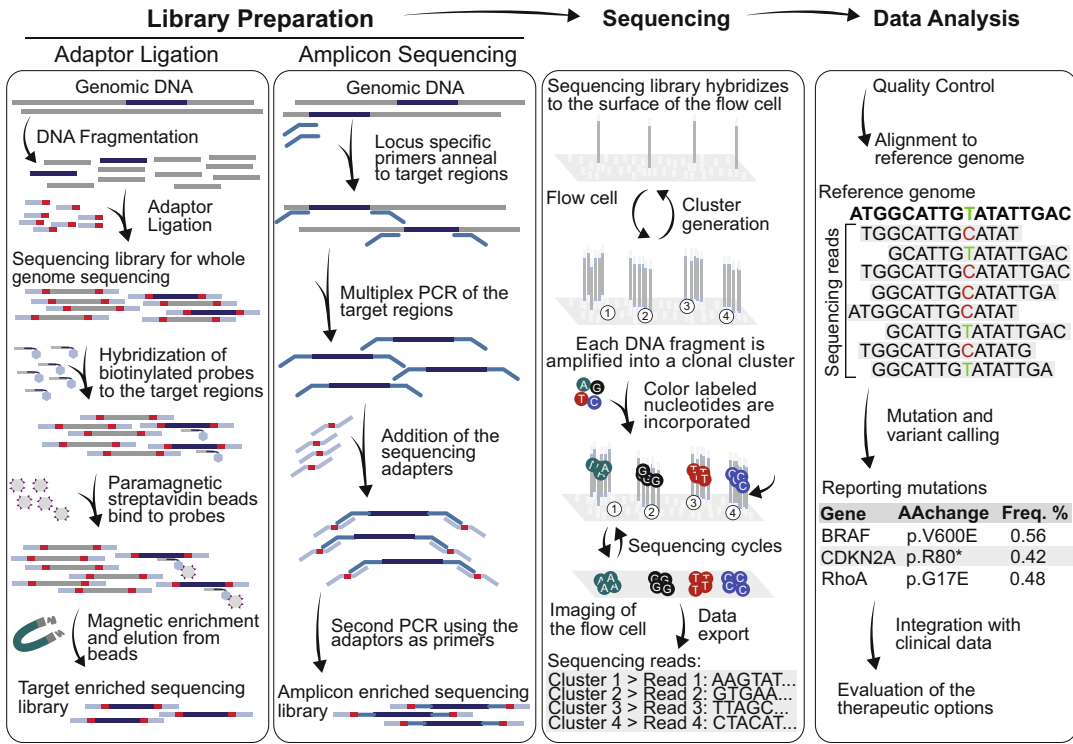 Library Preparation
Sequencing
Data Analysis
Adaptor Ligation
Amplicon Sequencing
Genomic DNA
DNA Fragmentation
Adaptor
Ligation
Sequencing library for whole
genome sequencing
Hybridization of
biotinylated probes
to the target regions
Paramagnetic
streptavidin beads
bind to probes
Magnetic enrichment
and elution from
beads
Target enriched sequencing
library
Genomic DNA
Locus specific
primers anneal
to target regions
Multiplex PCR of the
target regions
Addition of the
sequencing
adapters
Second PCR using the
adaptors as primers
Amplicon enriched sequencing
library
Sequencing library hybridizes
to the surface of the flow cell
Flow cell
Cluster
generation
1 2 3 4
Each DNA fragment is
amplified into a clonal cluster
A G
T C
Color labeled
nucleotides are
incorporated
A A A G G G G T T T T C C C
1 2 3 4
Sequencing cycles
A A A A G G G G T T T T C C C C
Imaging of
the flow cell
Data
export
Sequencing reads:
Cluster 1 > Read 1: AAGTAT...
Cluster 2 > Read 2: GTGAA...
Cluster 3 > Read 3: TTAGC...
Cluster 4 > Read 4: CTACAT...
Quality Control
Alignment to
reference genome
Reference genome
ATGGCATTGTATATTGAC
Sequencing reads
TGGCATTGCATAT
GCATTGTATATTGAC
TGGCATTGCATATTGAC
GGCATTGCATATTGA
ATGGCATTGCATAT
GCATTGTATATTGAC
TGGCATTGCATATG
GGCATTGTATATTGA
Mutation and
variant calling
Reporting mutations
Gene AAchange Freq. %
BRAF p.V600E 0.56
CDKN2A p.R80* 0.42
RhoA p.G17E 0.48
Integration with
clinical data
Evaluation of the
therapeutic options